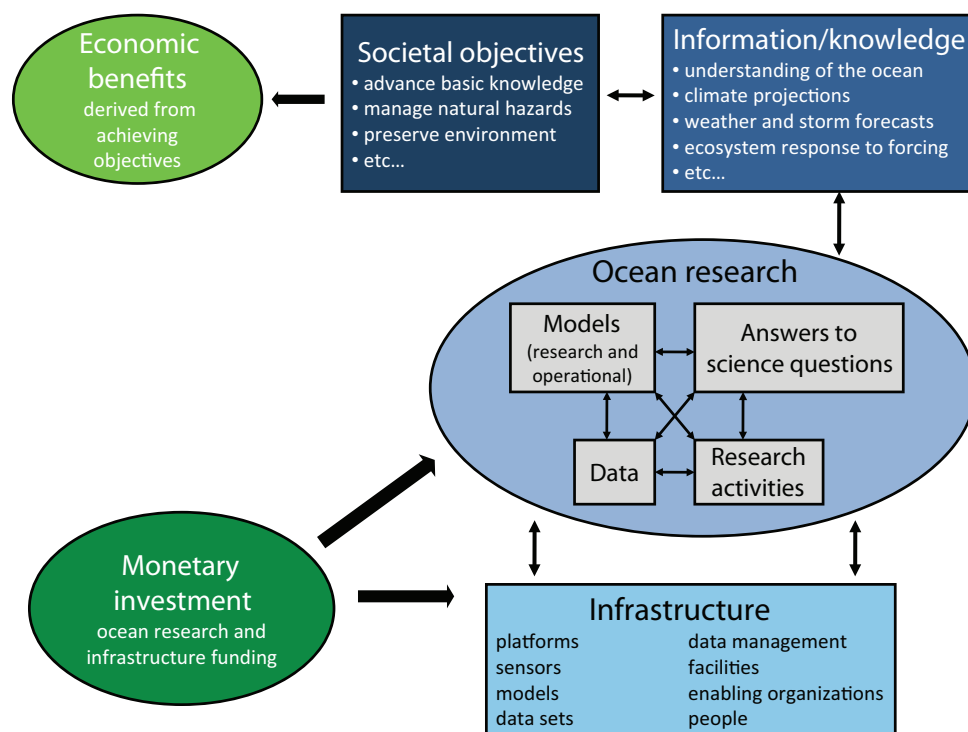 Economic
benefits
derived from
achieving
objectives
Societal objectives
• advance basic knowledge
• manage natural hazards
• preserve environment
• etc...
Information/knowledge
• understanding of the ocean
• climate projections
• weather and storm forecasts
• ecosystem response to forcing
• etc...
Ocean research
Models
(research and
operational)
Answers to
science questions
Data
Research
activities
Monetary
investment
ocean research and
infrastructure funding
Infrastructure
platforms
sensors
models
data sets
data management
facilities
enabling organizations
people